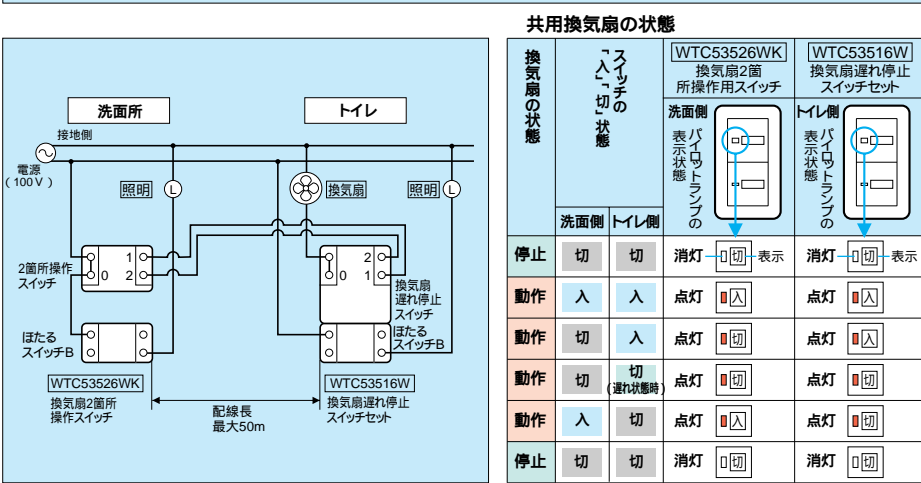 共用換気扇の状態
洗面所
トイレ
接地側
電源
(100V)
照明
L
換気扇
照明
L
2箇所操作
スイッチ
0
1
2
0
2
1
換気扇
遅れ停止
スイッチ
ほたる
スイッチB
ほたる
スイッチB
WTC53526WK
換気扇2箇所
操作スイッチ
配線長
最大50m
WTC53516W
換気扇遅れ停止
スイッチセット
換気扇の状態
スイッチの
「入」「切」状態
WTC53526WK
換気扇2箇
所操作用スイッチ
WTC53516W
換気扇遅れ停止
スイッチセット
洗面側
パイロットランプの
表示状態
トイレ側
パイロットランプの
表示状態
洗面側 トイレ側
停止 切 切 消灯 切 表示 消灯 切 表示
動作 入 入 点灯 入 点灯 入
動作 切 入 点灯 切 点灯 入
動作 切 切 点灯 切 点灯 切
(遅れ状態時)
動作 入 切 点灯 入 点灯 切
停止 切 切 消灯 切 消灯 切